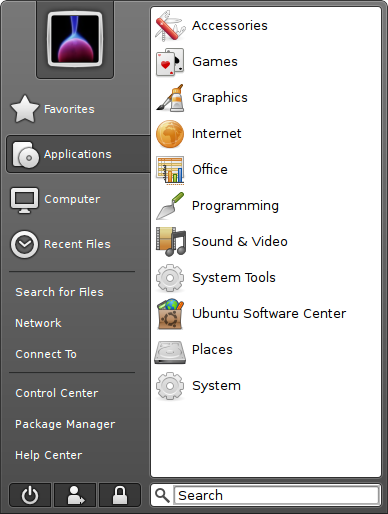 Favorites
Applications
Computer
Recent Files
Search for Files
Network
Connect To
Control Center
Package Manager
Help Center
Accessories
Games
Graphics
Internet
Office
Programming
Sound & Video
System Tools
Ubuntu Software Center
Places
System
Search